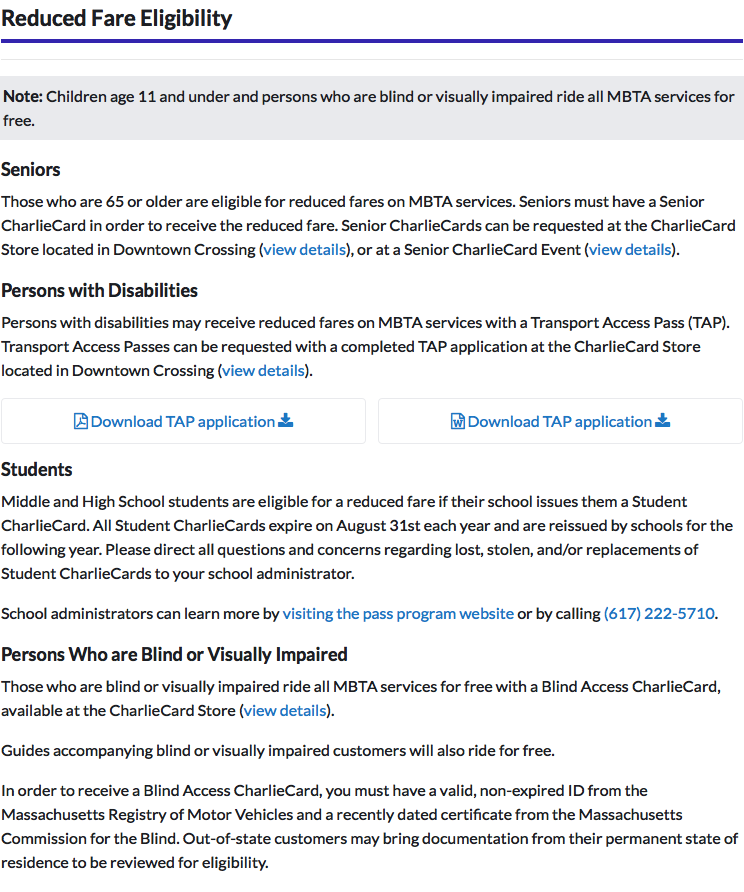 Reduced Fare Eligibility
Note: Children age 11 and under and persons who are blind or visually impaired ride all MBTA services for
free.
Seniors
Those who are 65 or older are eligible for reduced fares on MBTA services. Seniors must have a Senior
CharlieCard in order to receive the reduced fare. Senior CharlieCards can be requested at the CharlieCard
Store located in Downtown Crossing (view details), or at a Senior CharlieCard Event (view details).
Persons with Disabilities
Persons with disabilities may receive reduced fares on MBTA services with a Transport Access Pass (TAP).
Transport Access Passes can be requested with a completed TAP application at the CharlieCard Store
located in Downtown Crossing (view details).
Download TAP application
Download TAP application
Students
Middle and High School students are eligible for a reduced fare if their school issues them a Student
CharlieCard. All Student CharlieCards expire on August 31st each year and are reissued by schools for the
following year. Please direct all questions and concerns regarding lost, stolen, and/or replacements of
Student CharlieCards to your school administrator.
School administrators can learn more by visiting the pass program website or by calling (617) 222-5710.
Persons Who are Blind or Visually Impaired
Those who are blind or visually impaired ride all MBTA services for free with a Blind Access CharlieCard,
available at the CharlieCard Store (view details).
Guides accompanying blind or visually impaired customers will also ride for free.
In order to receive a Blind Access CharlieCard, you must have a valid, non-expired ID from the
Massachusetts Registry of Motor Vehicles and a recently dated certificate from the Massachusetts
Commission for the Blind. Out-of-state customers may bring documentation from their permanent state of
residence to be reviewed for eligibility.